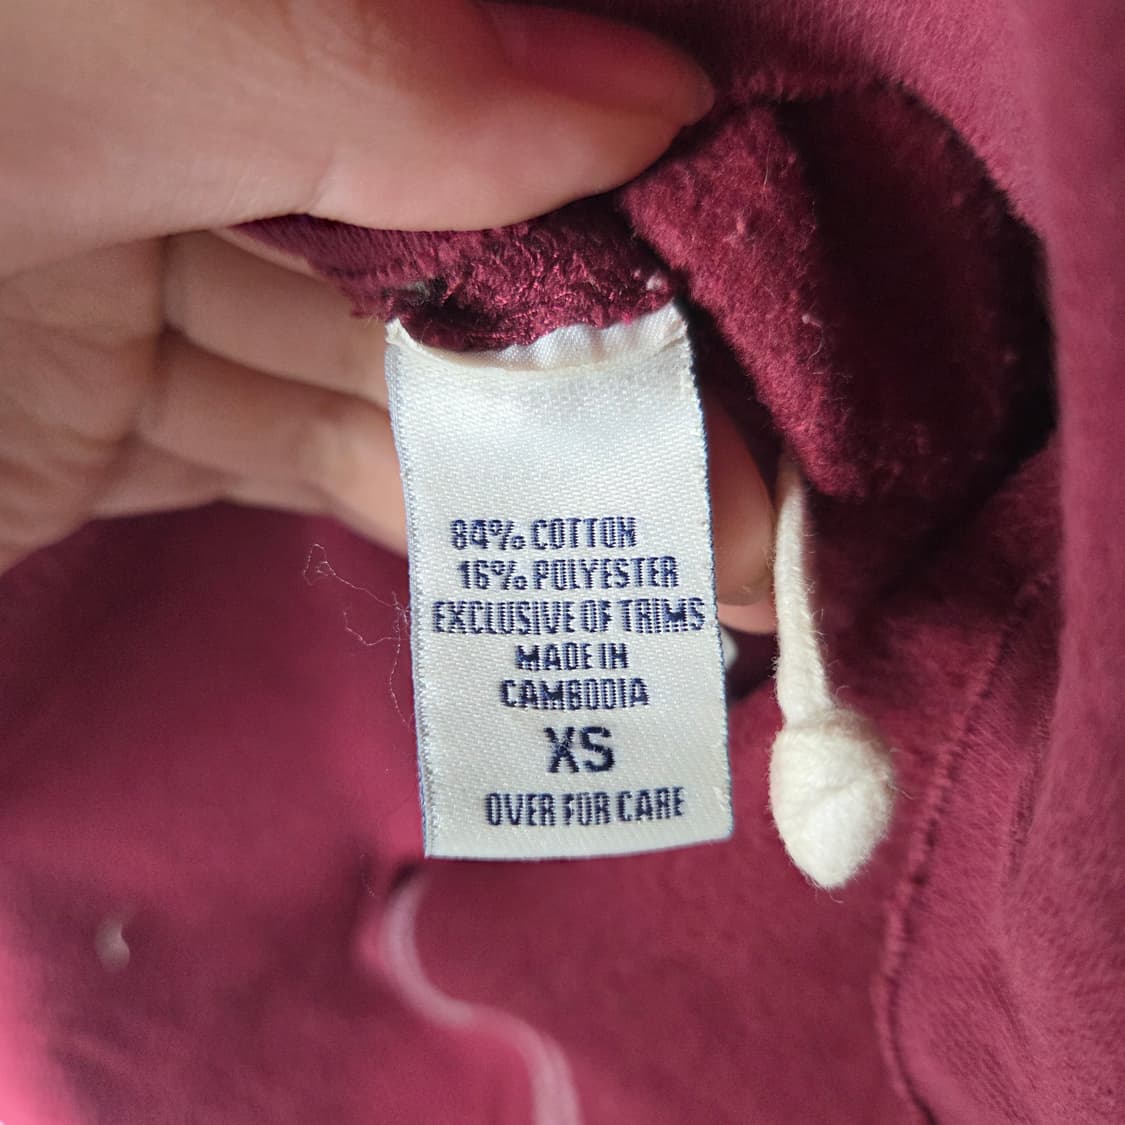 84% COTTON
16% POLYESTER
EXCLUSIVE OF TRIMS
MADE IN
CAMBODIA
XS
OVER FOR CARE